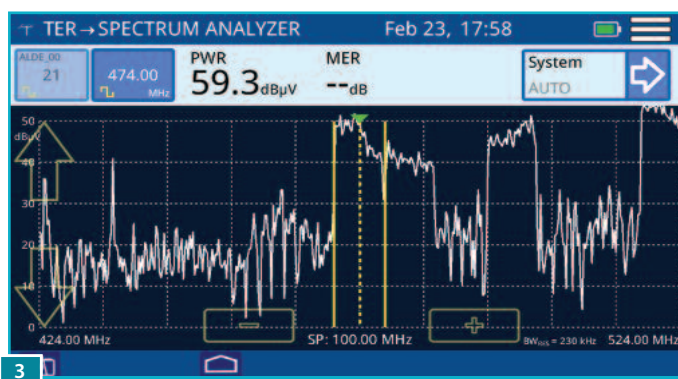 TER→SPECTRUM ANALYZER Feb 23, 17:58
ALDE_00
21
474.00
MHz
PWR
59.3dBµV
MER
--dB
System
AUTO
50
dBµV
40
30
20
10
0
424.00 MHz SP: 100.00 MHz BWres = 230 kHz 524.00 MHz
3